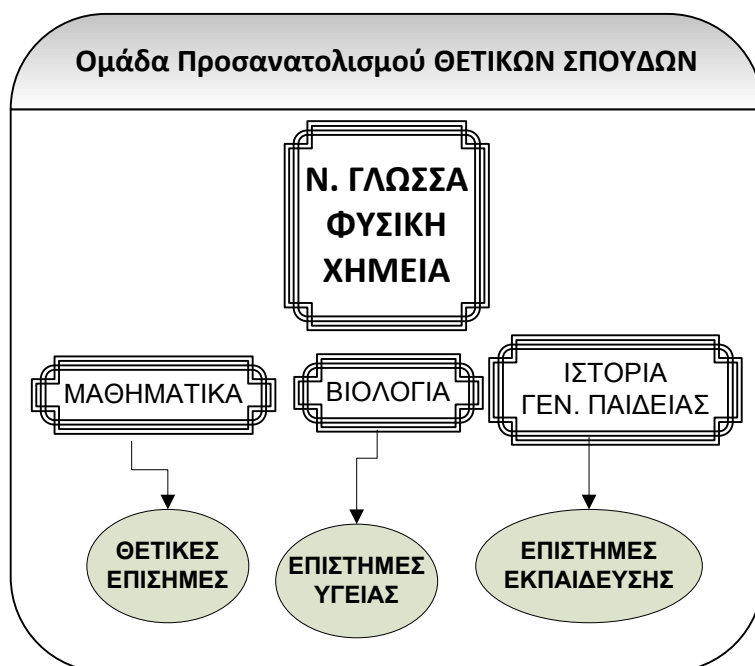 Ομάδα Προσανατολισμού ΘΕΤΙΚΩΝ ΣΠΟΥΔΩΝ
Ν. ΓΛΩΣΣΑ
ΦΥΣΙΚΗ
ΧΗΜΕΙΑ
ΜΑΘΗΜΑΤΙΚΑ
ΒΙΟΛΟΓΙΑ
ΙΣΤΟΡΙΑ
ΓΕΝ. ΠΑΙΔΕΙΑΣ
ΘΕΤΙΚΕΣ
ΕΠΙΣΗΜΕΣ
ΕΠΙΣΤΗΜΕΣ
ΥΓΕΙΑΣ
ΕΠΙΣΤΗΜΕΣ
ΕΚΠΑΙΔΕΥΣΗΣ